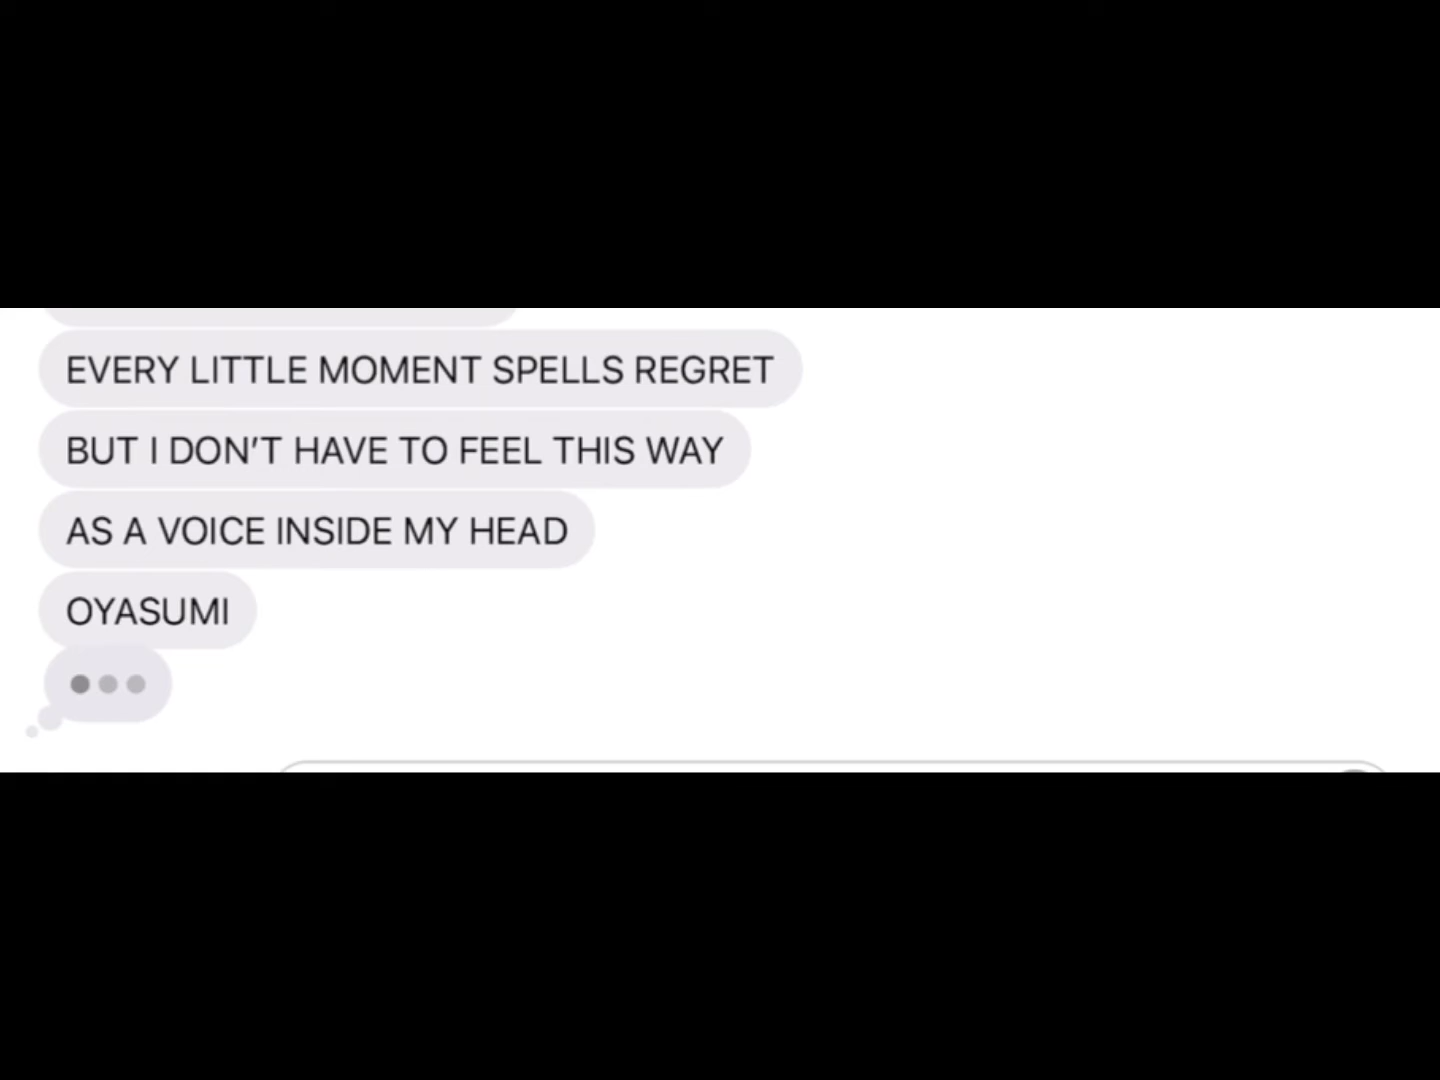 EVERY LITTLE MOMENT SPELLS REGRET
BUT I DON'T HAVE TO FEEL THIS WAY
AS A VOICE INSIDE MY HEAD
OYASUMI